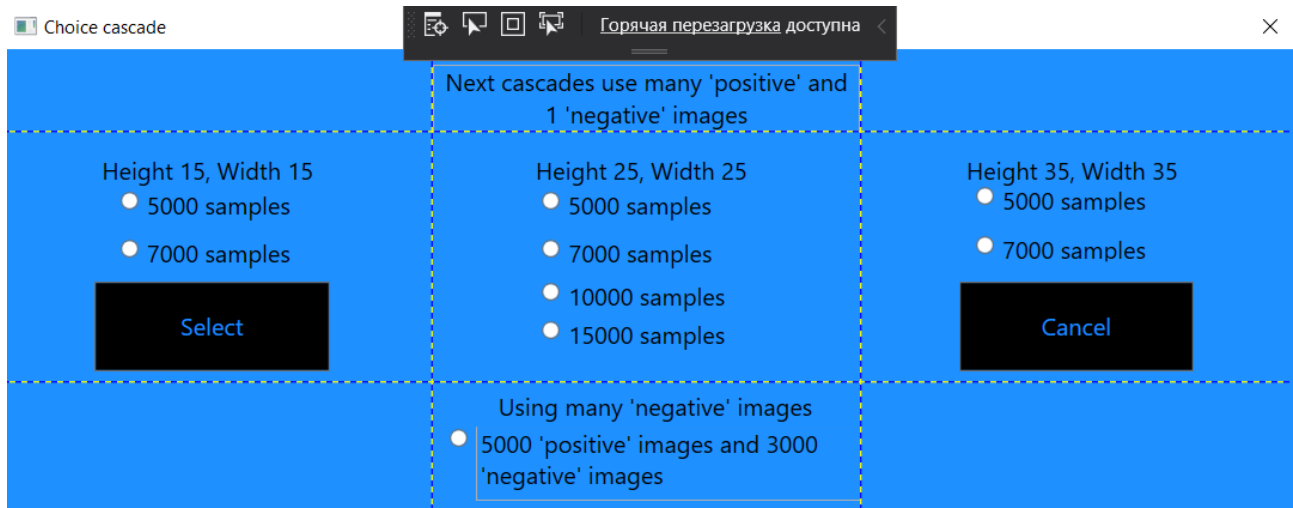 Choice cascade
Горячая перезагрузка доступна
Next cascades use many 'positive' and
1 'negative' images
Height 15, Width 15
5000 samples
7000 samples
Select
Height 25, Width 25
5000 samples
7000 samples
10000 samples
15000 samples
Height 35, Width 35
5000 samples
7000 samples
Cancel
Using many 'negative' images
5000 'positive' images and 3000
'negative' images